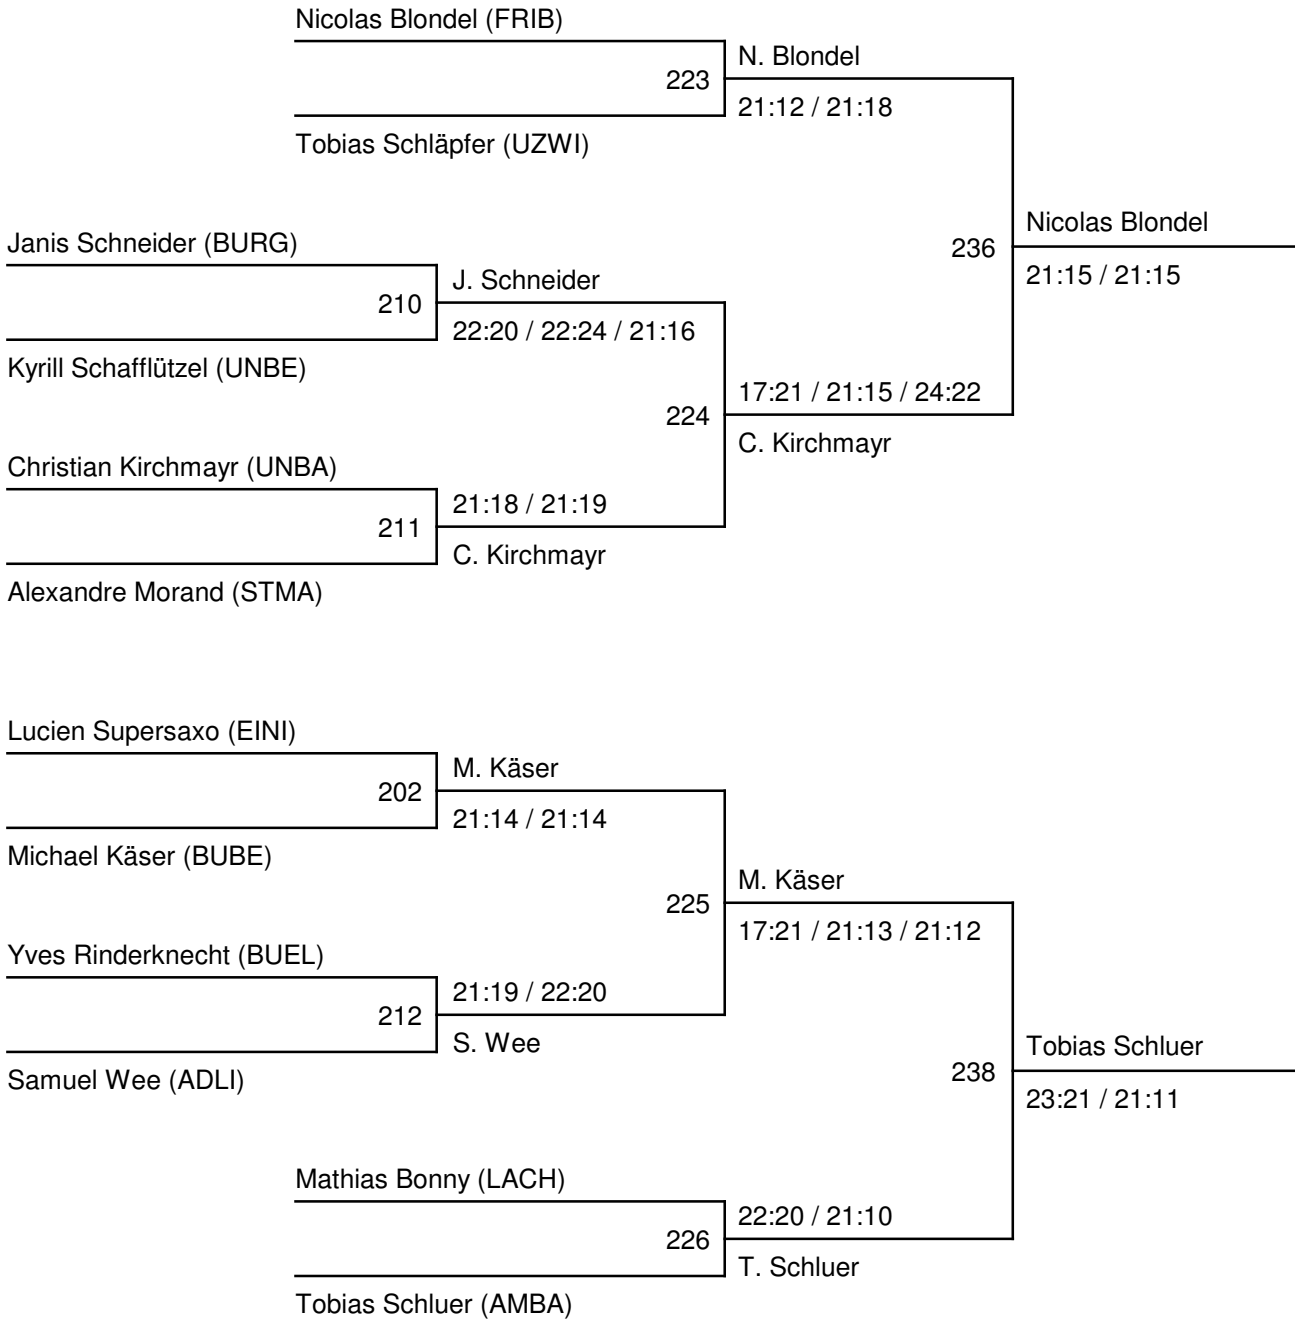 Nicolas Blondel (FRIB)
N. Blondel
223
21:12 / 21:18
Tobias Schläpfer (UZWI)
Nicolas Blondel
236
21:15 / 21:15
Janis Schneider (BURG)
J. Schneider
210
22:20 / 22:24 / 21:16
Kyrill Schafflützel (UNBE)
17:21 / 21:15 / 24:22
224
C. Kirchmayr
Christian Kirchmayr (UNBA)
21:18 / 21:19
211
C. Kirchmayr
Alexandre Morand (STMA)
Lucien Supersaxo (EINI)
M. Käser
202
21:14 / 21:14
Michael Käser (BUBE)
M. Käser
225
17:21 / 21:13 / 21:12
Yves Rinderknecht (BUEL)
21:19 / 22:20
212
S. Wee
Samuel Wee (ADLI)
Tobias Schluer
238
23:21 / 21:11
Mathias Bonny (LACH)
22:20 / 21:10
226
T. Schluer
Tobias Schluer (AMBA)